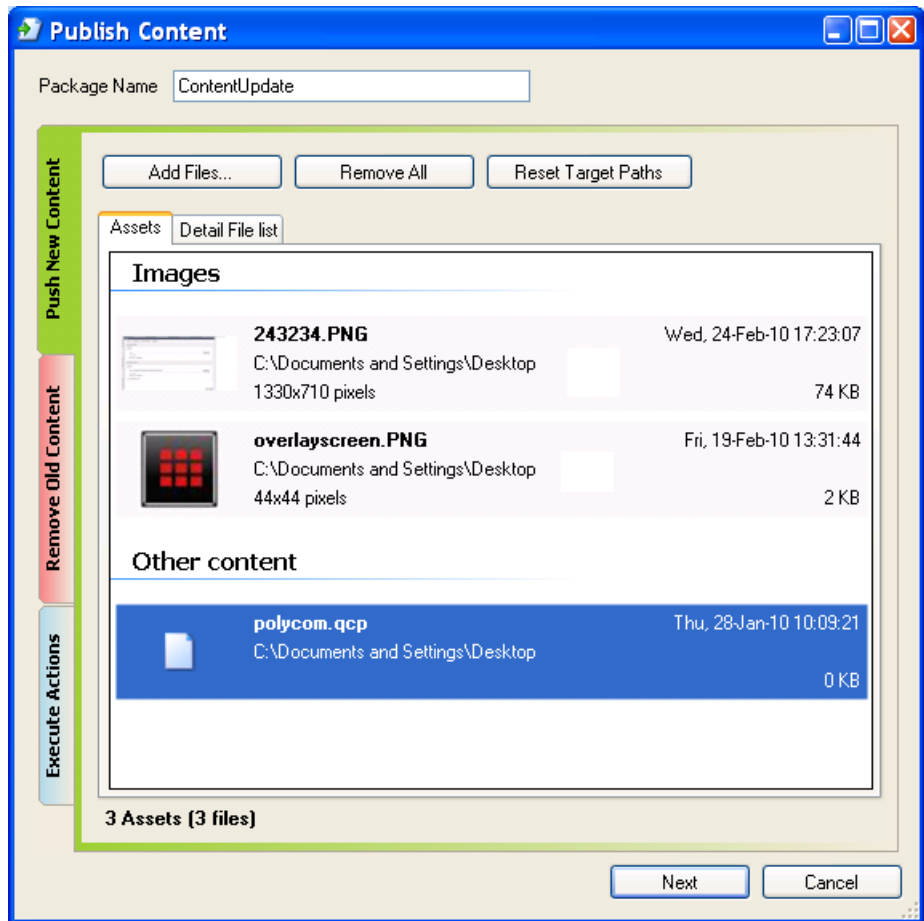 Publish Content
Package Name ContentUpdate
Push New Content
Remove Old Content
Execute Actions
Add Files... Remove All Reset Target Paths
Assets Detail File list
Images
243234.PNG Wed, 24-Feb-10 17:23:07
C:\Documents and Settings\Desktop
1330x710 pixels 74 KB
overlayscreen.PNG Fri, 19-Feb-10 13:31:44
C:\Documents and Settings\Desktop
44x44 pixels 2 KB
Other content
polycom.qcp Thu, 28-Jan-10 10:09:21
C:\Documents and Settings\Desktop
0 KB
3 Assets (3 files)
Next Cancel